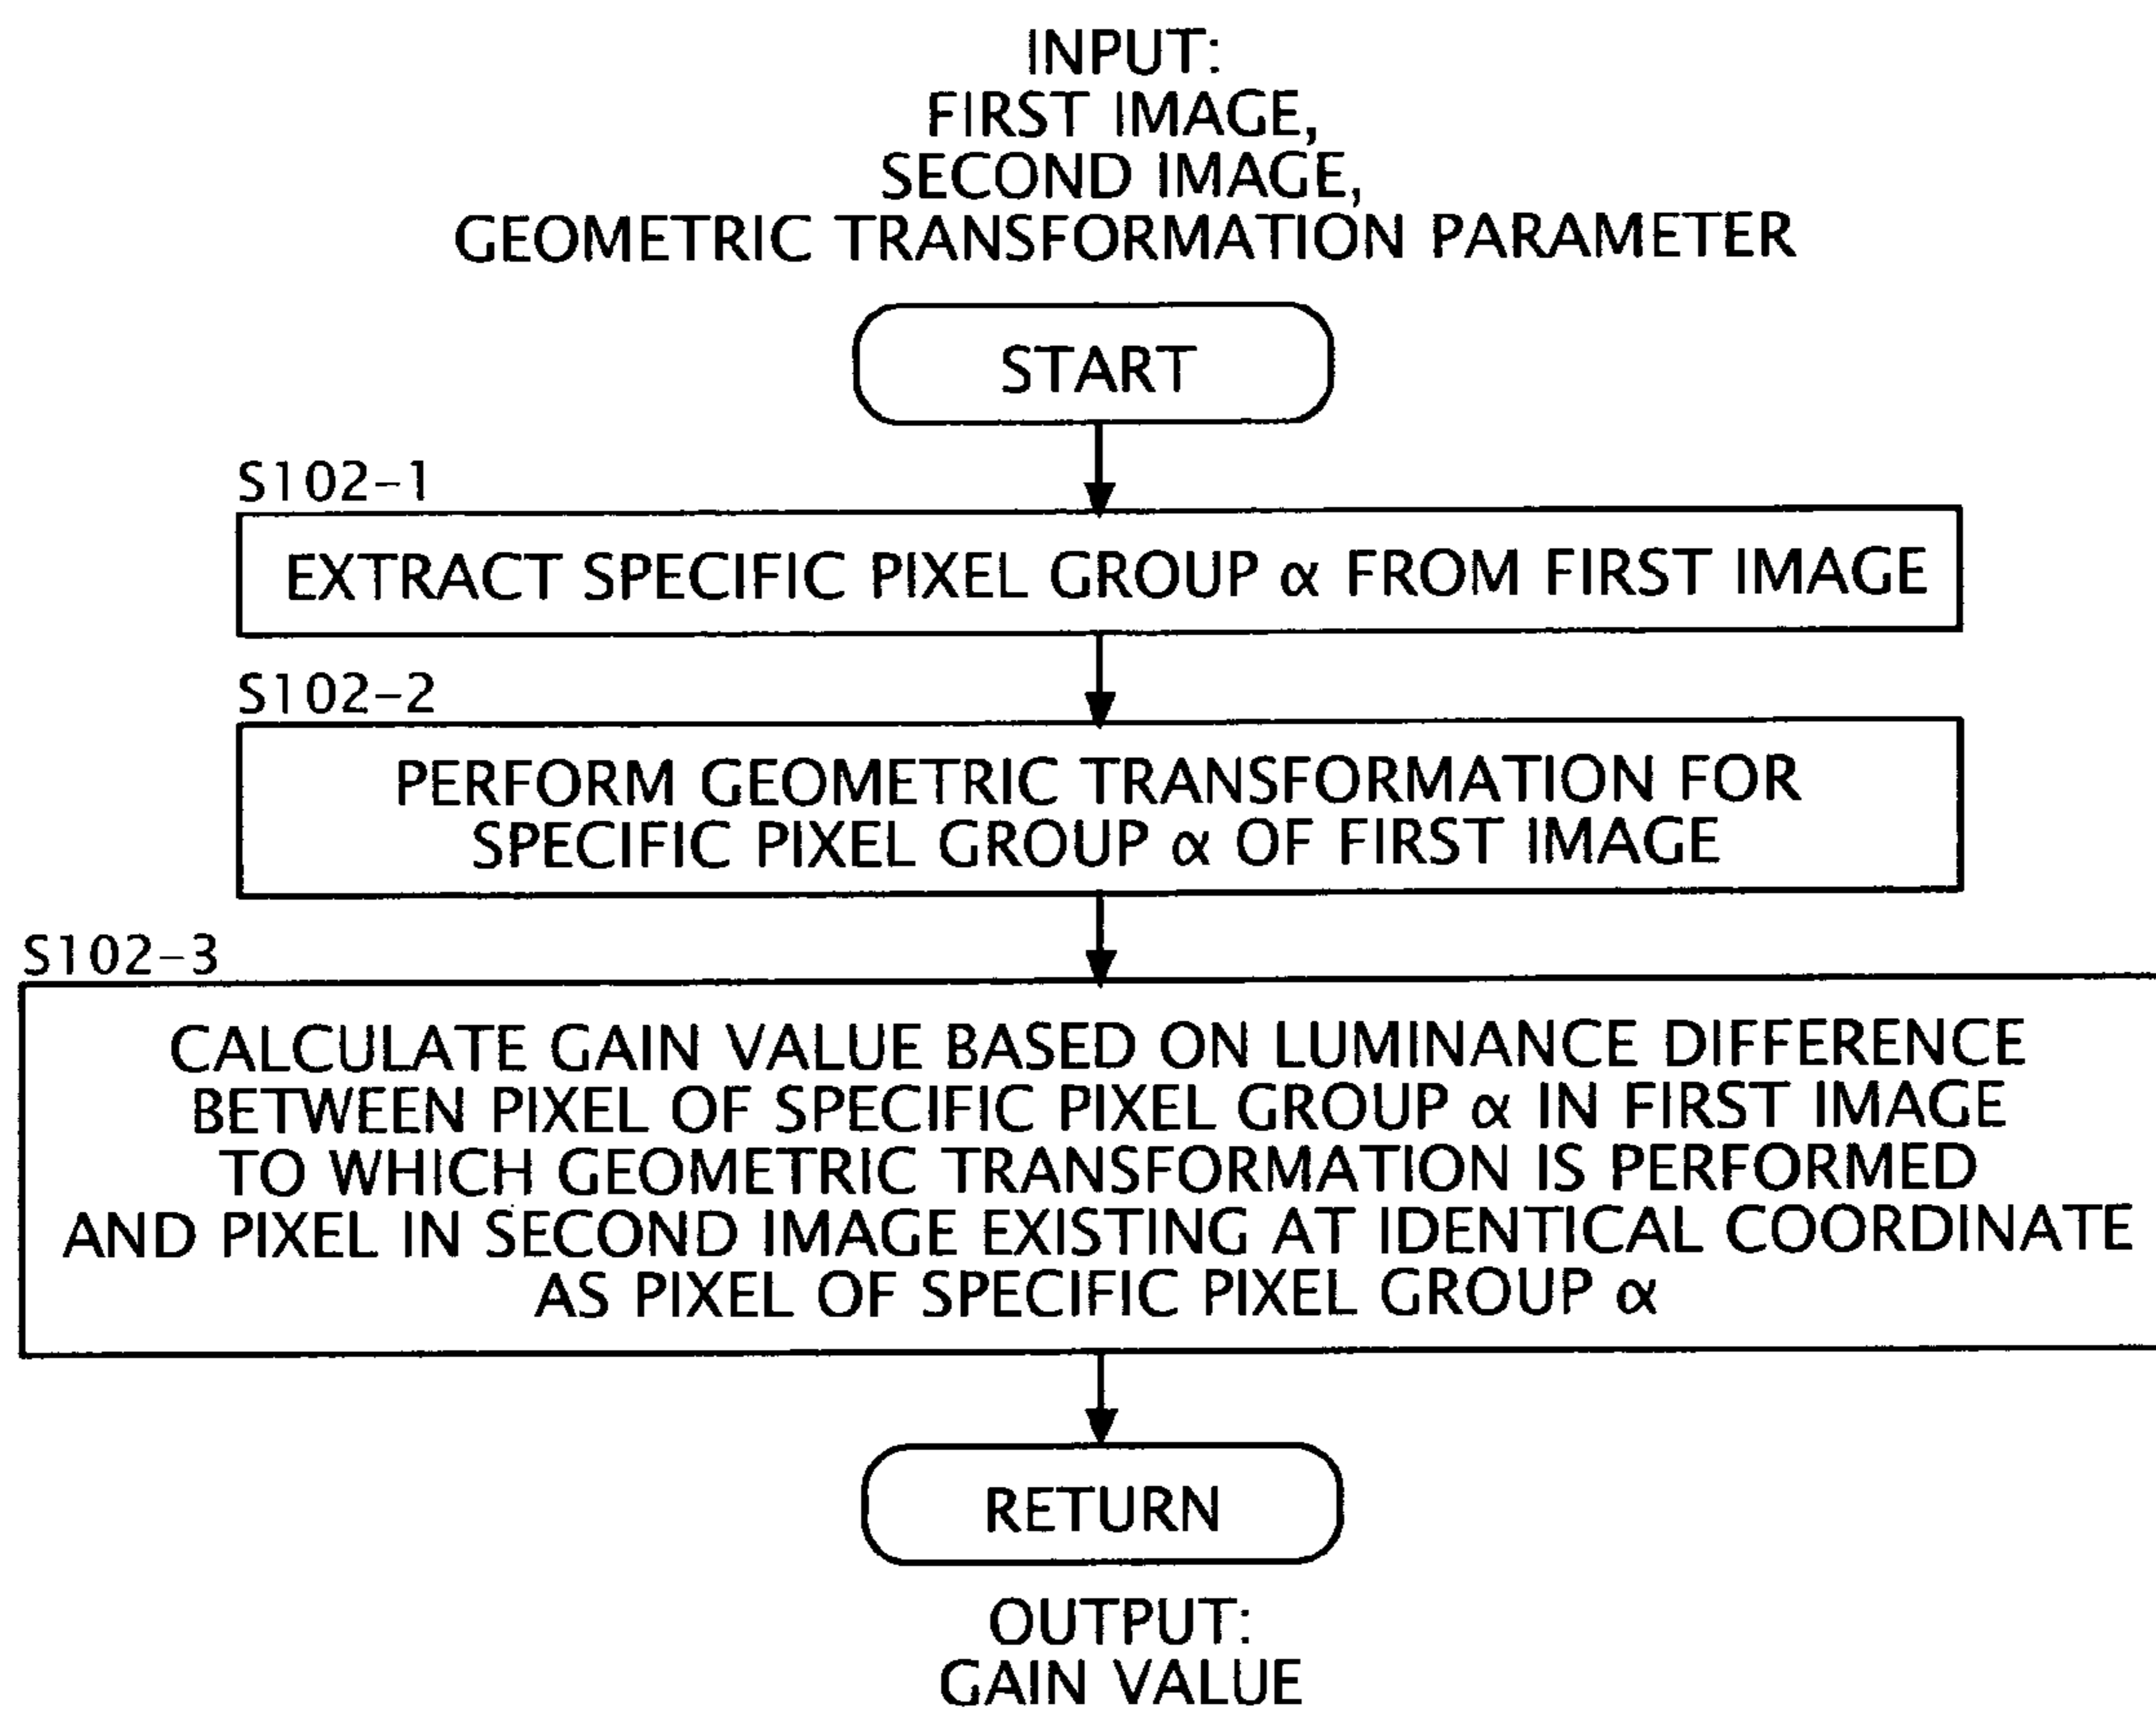 INPUT:
FIRST IMAGE,
SECOND IMAGE,
GEOMETRIC TRANSFORMATION PARAMETER
START
S102-1
EXTRACT SPECIFIC PIXEL GROUP α FROM FIRST IMAGE
S102-2
PERFORM GEOMETRIC TRANSFORMATION FOR
SPECIFIC PIXEL GROUP α OF FIRST IMAGE
S102-3
CALCULATE GAIN VALUE BASED ON LUMINANCE DIFFERENCE
BETWEEN PIXEL OF SPECIFIC PIXEL GROUP α IN FIRST IMAGE
TO WHICH GEOMETRIC TRANSFORMATION IS PERFORMED
AND PIXEL IN SECOND IMAGE EXISTING AT IDENTICAL COORDINATE
AS PIXEL OF SPECIFIC PIXEL GROUP α
RETURN
OUTPUT:
GAIN VALUE